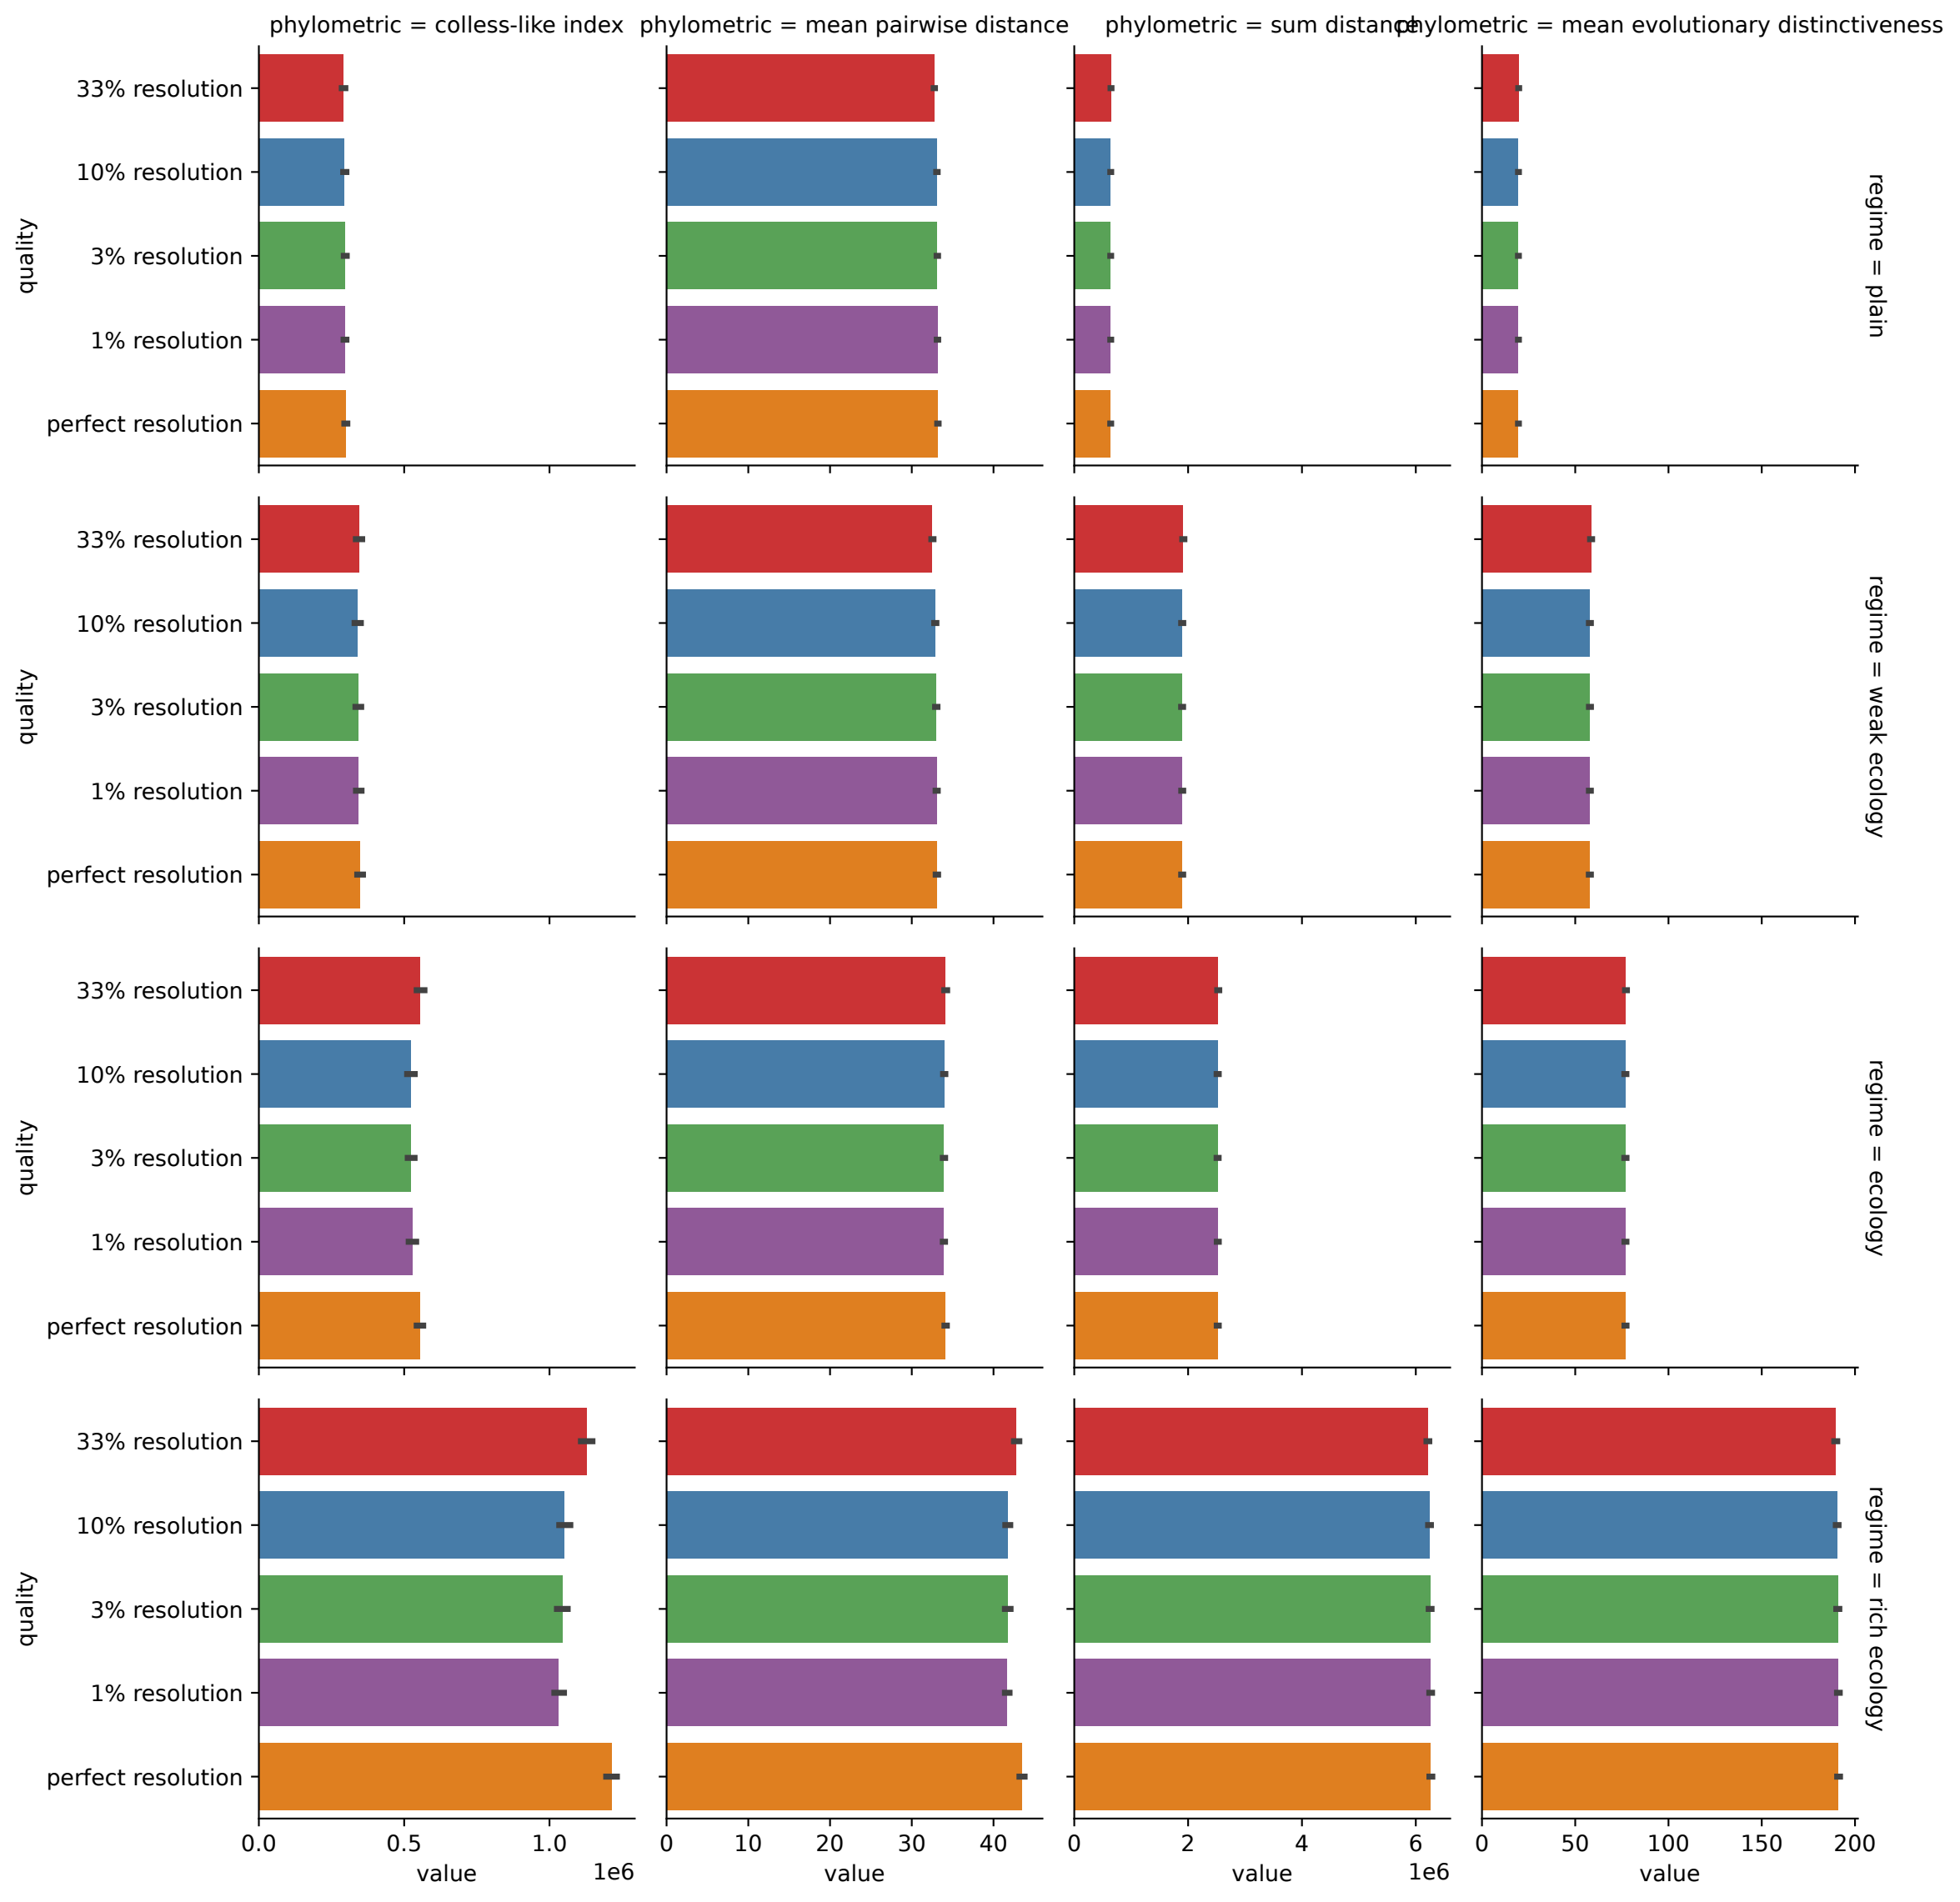 phylometric = colless-like index
phylometric = mean pairwise distance
phylometric = sum distance
phylometric = mean evolutionary distinctiveness
quality
33% resolution
10% resolution
3% resolution
1% resolution
perfect resolution
regime = plain
quality
33% resolution
10% resolution
3% resolution
1% resolution
perfect resolution
regime = weak ecology
quality
33% resolution
10% resolution
3% resolution
1% resolution
perfect resolution
regime = ecology
quality
33% resolution
10% resolution
3% resolution
1% resolution
perfect resolution
regime = rich ecology
0.0 0.5 1.0
1e6
value
0 10 20 30 40
value
0 2 4 6
1e6
value
0 50 100 150 200
value